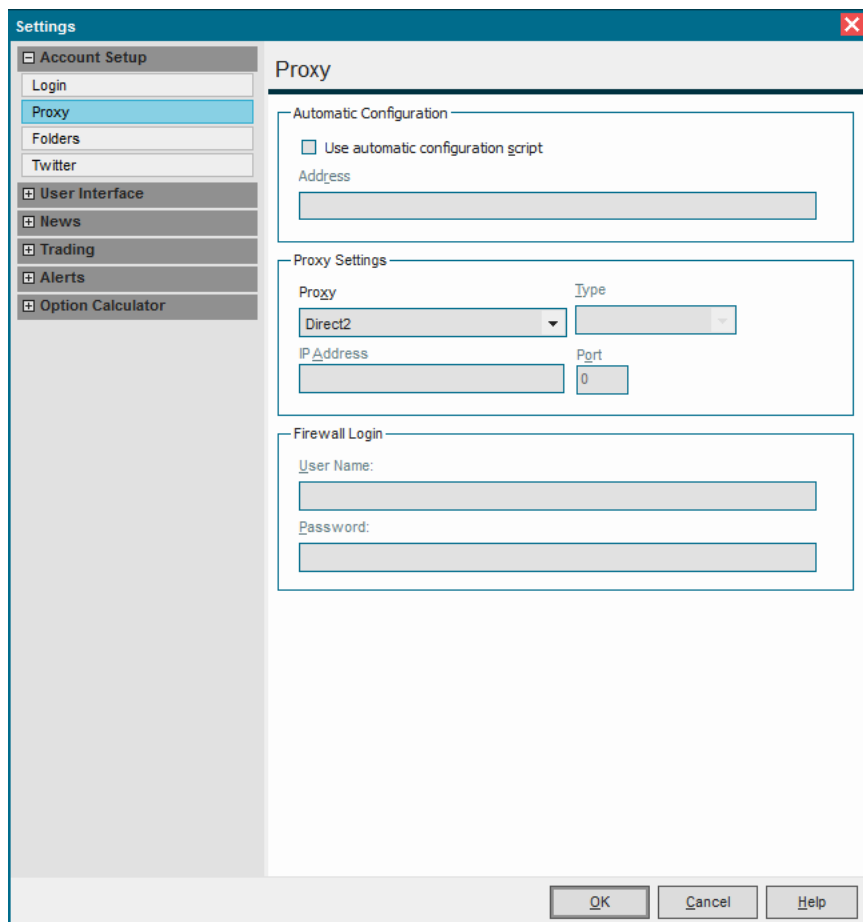 Settings
Account Setup
Login
Proxy
Folders
Twitter
User Interface
News
Trading
Alerts
Option Calculator
Proxy
Automatic Configuration
Use automatic configuration script
Address
Proxy Settings
Proxy
Type
Direct2
IP Address
Port
0
Firewall Login
User Name:
Password:
OK
Cancel
Help